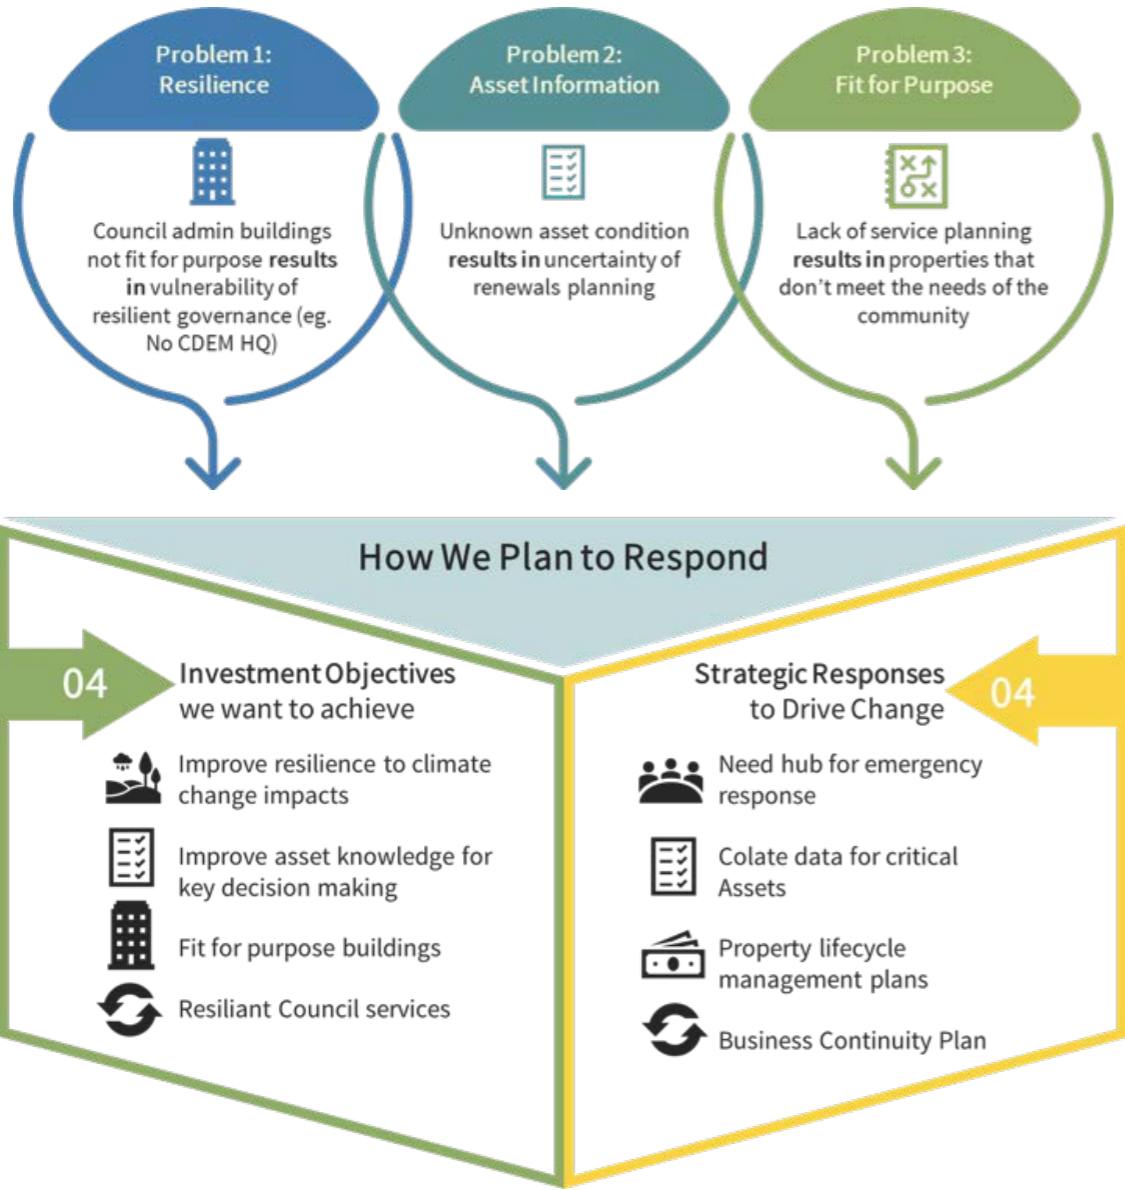 Problem 1:
Resilience
Council admin buildings
not fit for purpose results
in vulnerability of
resilient governance (eg.
No CDEM HQ)
Problem 2:
Asset Information
Unknown asset condition
results in uncertainty of
renewals planning
Problem 3:
Fit for Purpose
Lack of service planning
results in properties that
don't meet the needs of the
community
How We Plan to Respond
04
Investment Objectives
we want to achieve
Improve resilience to climate
change impacts
Improve asset knowledge for
key decision making
Fit for purpose buildings
Resiliant Council services
Strategic Responses
to Drive Change
04
Need hub for emergency
response
Colate data for critical
Assets
Property lifecycle
management plans
Business Continuity Plan